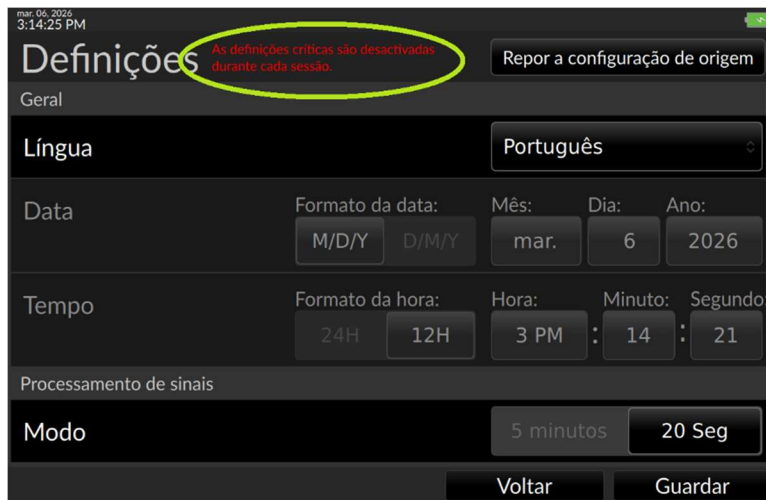 mar. 06, 2026
3:14:25 PM
Definições
As definições críticas são desactivadas
durante cada sessão.
Repor a configuração de origem
Geral
Língua
Português
Data
Formato da data:
Mês:
Dia:
Ano:
M/D/Y
D/M/Y
mar.
6
2026
Tempo
Formato da hora:
Hora:
Minuto:
Segundo:
24H
12H
3 PM
:
14
:
21
Processamento de sinais
Modo
5 minutos
20 Seg
Voltar
Guardar